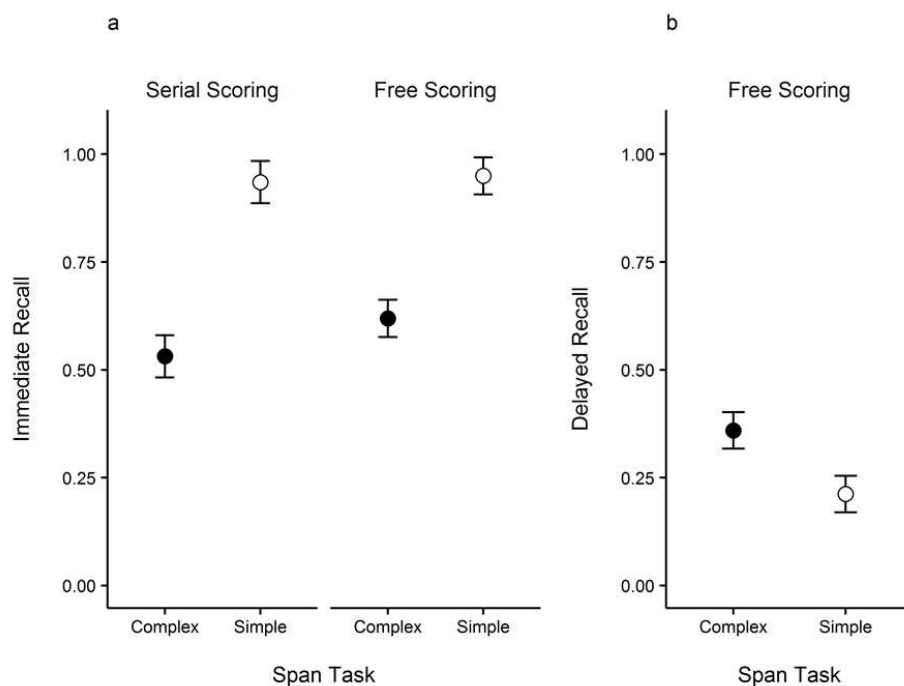 a
b
Serial Scoring
Free Scoring
Free Scoring
Immediate Recall
1.00
0.75
0.50
0.25
0.00
Complex
Simple
Complex
Simple
Span Task
Delayed Recall
1.00
0.75
0.50
0.25
0.00
Complex
Simple
Span Task